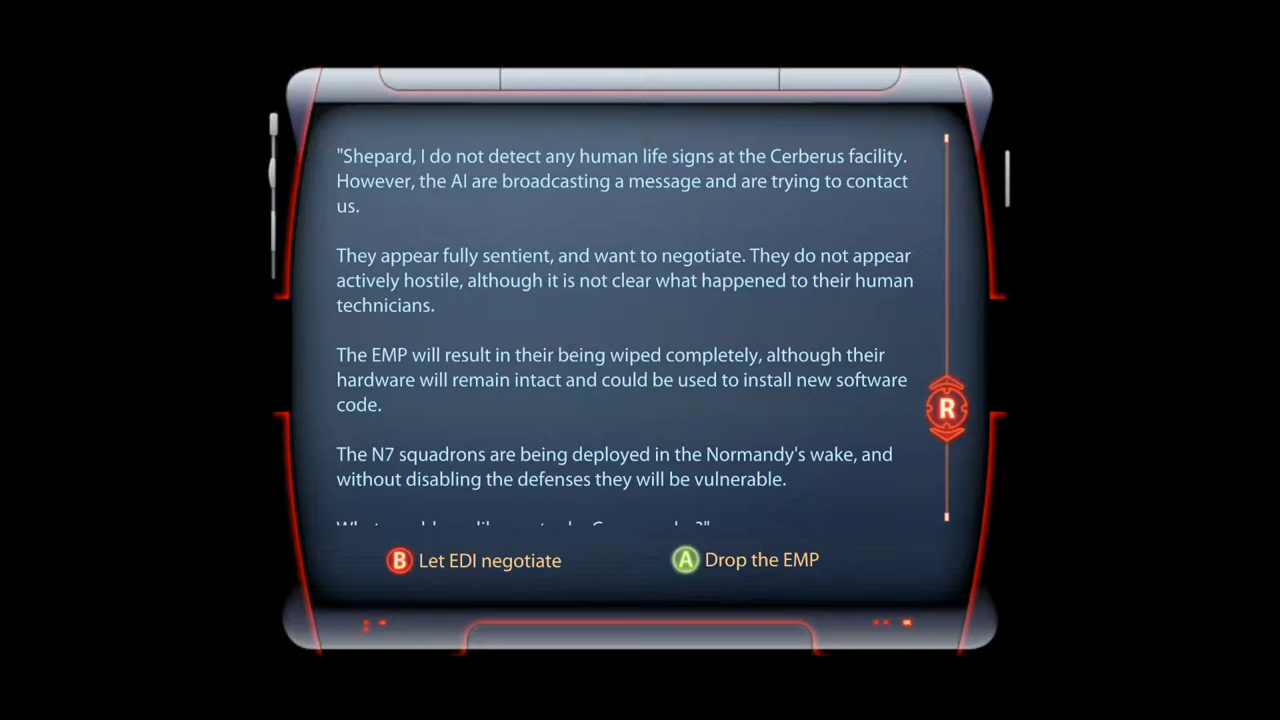 "Shepard, I do not detect any human life signs at the Cerberus facility.
However, the AI are broadcasting a message and are trying to contact
us.
They appear fully sentient, and want to negotiate. They do not appear
actively hostile, although it is not clear what happened to their human
technicians.
The EMP will result in their being wiped completely, although their
hardware will remain intact and could be used to install new software
code.
The N7 squadrons are being deployed in the Normandy's wake, and
without disabling the defenses they will be vulnerable.
R
B Let EDI negotiate
A Drop the EMP